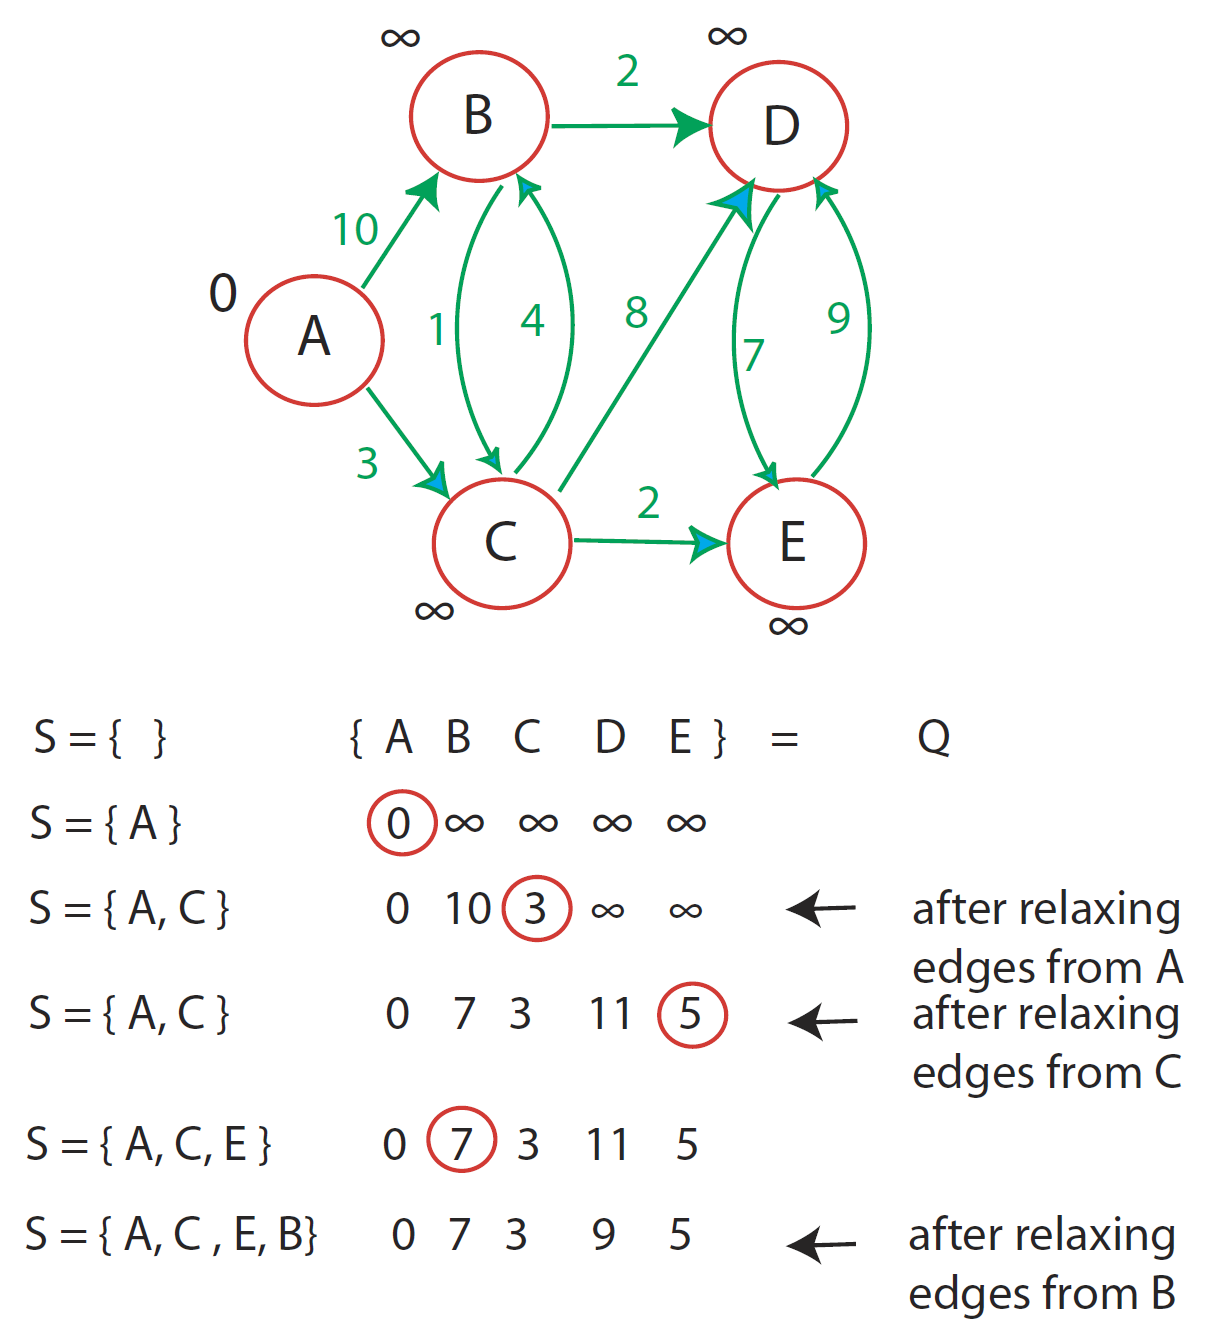 ∞
∞
B
2
D
10
0
A
1
4
8
7
9
3
2
C
E
∞
∞
S = { } { A B C D E } = Q
S = { A } 0 ∞ ∞ ∞ ∞
S = { A, C } 0 10 3 ∞ ∞ after relaxing
edges from A
S = { A, C } 0 7 3 11 5 after relaxing
edges from C
S = { A, C, E } 0 7 3 11 5
S = { A, C , E, B} 0 7 3 9 5 after relaxing
edges from B